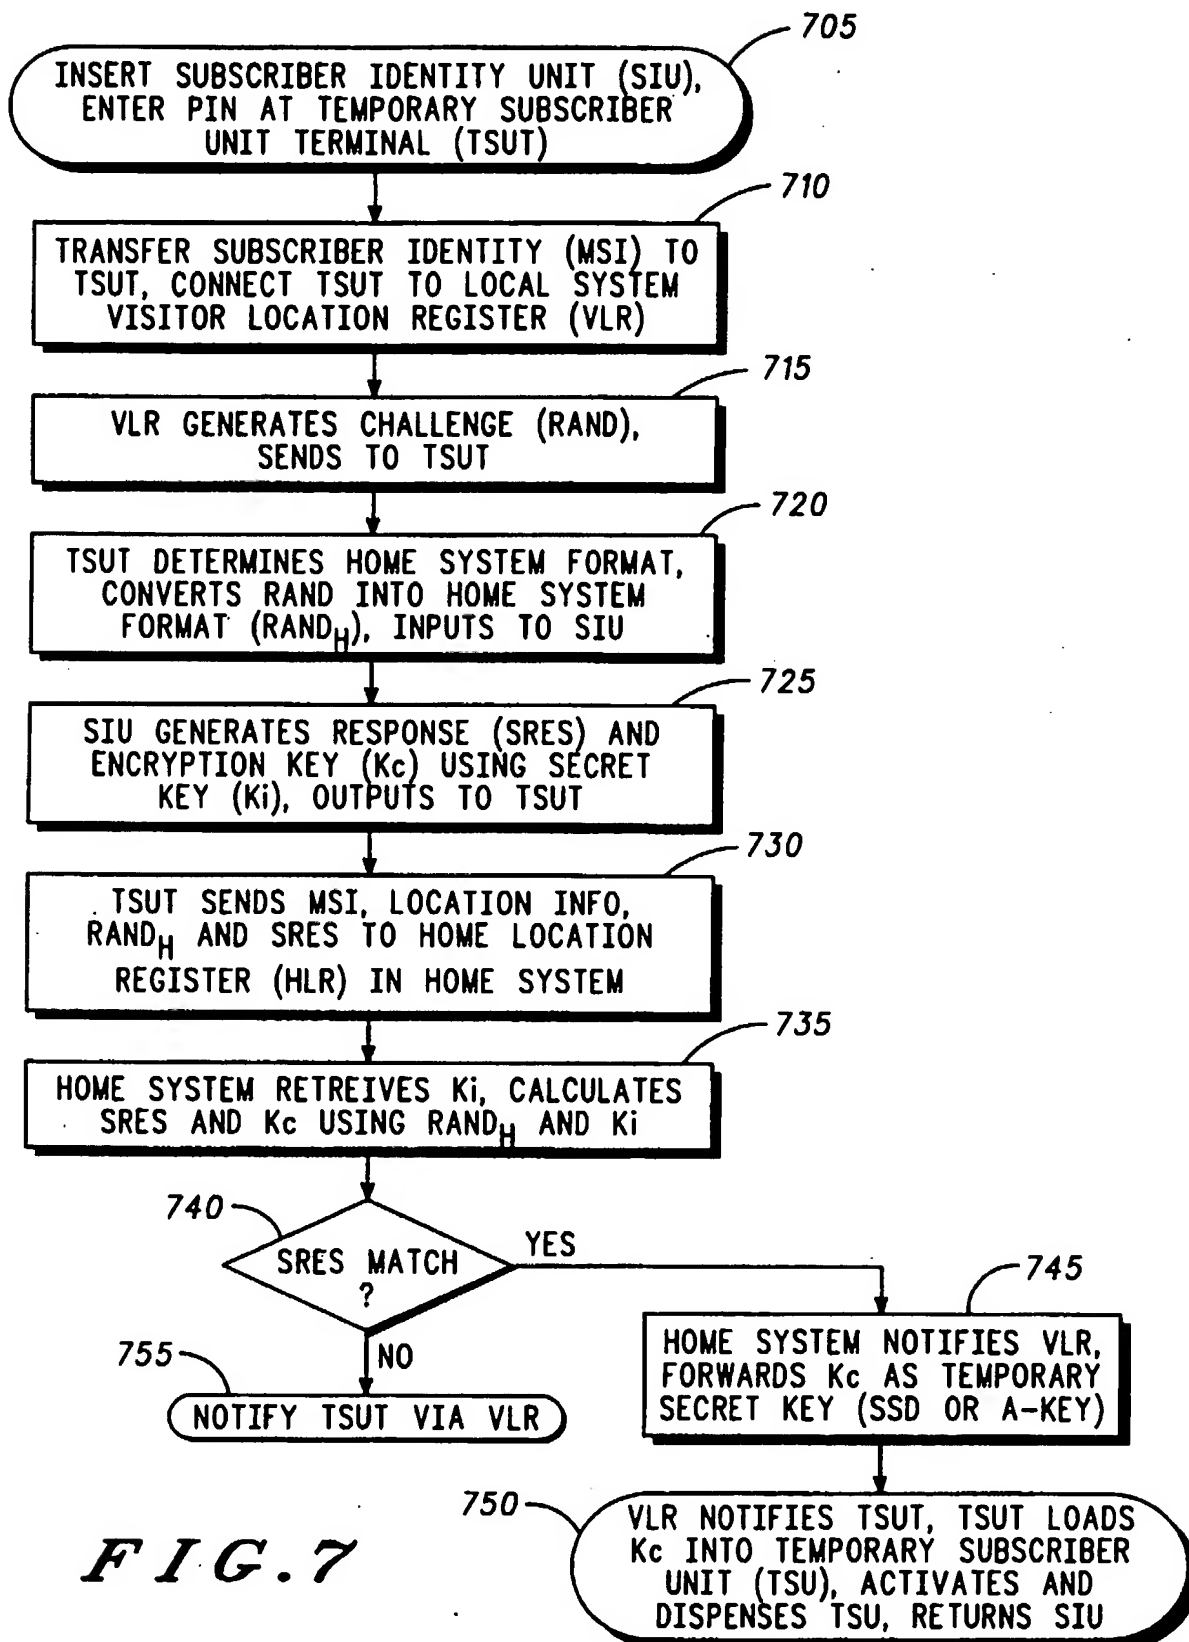 705
INSERT SUBSCRIBER IDENTITY UNIT (SIU),
ENTER PIN AT TEMPORARY SUBSCRIBER
UNIT TERMINAL (TSUT)
710
TRANSFER SUBSCRIBER IDENTITY (MSI) TO
TSUT, CONNECT TSUT TO LOCAL SYSTEM
VISITOR LOCATION REGISTER (VLR)
715
VLR GENERATES CHALLENGE (RAND),
SENDS TO TSUT
720
TSUT DETERMINES HOME SYSTEM FORMAT,
CONVERTS RAND INTO HOME SYSTEM
FORMAT (RAND_H), INPUTS TO SIU
725
SIU GENERATES RESPONSE (SRES) AND
ENCRYPTION KEY (Kc) USING SECRET
KEY (Ki), OUTPUTS TO TSUT
730
TSUT SENDS MSI, LOCATION INFO,
RAND_H AND SRES TO HOME LOCATION
REGISTER (HLR) IN HOME SYSTEM
735
HOME SYSTEM RETREIVES Ki, CALCULATES
SRES AND Kc USING RAND_H AND Ki
740
SRES MATCH
?
YES
NO
745
HOME SYSTEM NOTIFIES VLR,
FORWARDS Kc AS TEMPORARY
SECRET KEY (SSD OR A-KEY)
755
NOTIFY TSUT VIA VLR
750
VLR NOTIFIES TSUT, TSUT LOADS
Kc INTO TEMPORARY SUBSCRIBER
UNIT (TSU), ACTIVATES AND
DISPENSES TSU, RETURNS SIU
FIG.7